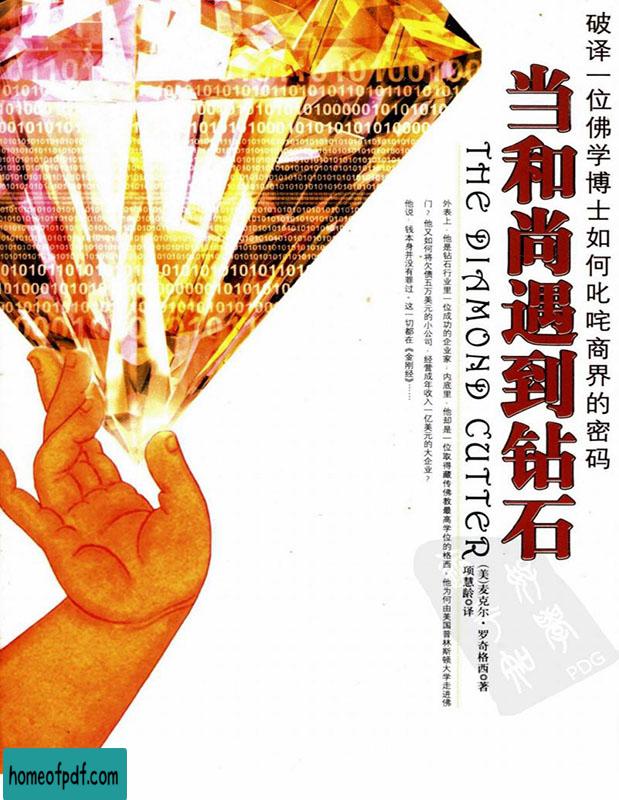 破译一位佛学博士如何叱咤商界的密码
当和尚遇到钻石
THE DIAMOND CUTTER
(美)麦克尔·罗奇格西 著
项慧龄 译
外表上，他是钻石行业里一位成功的企业家，内底里，他却是一位取得藏传佛教最高学位的格西。他为何由美国普林斯顿大学走进佛
门？他又如何将欠债五万美元的小公司，经营成年收入一亿美元的大企业？
他说，钱本身并没有罪过。这一切都在《金刚经》……
PDG
homeofpdf.com